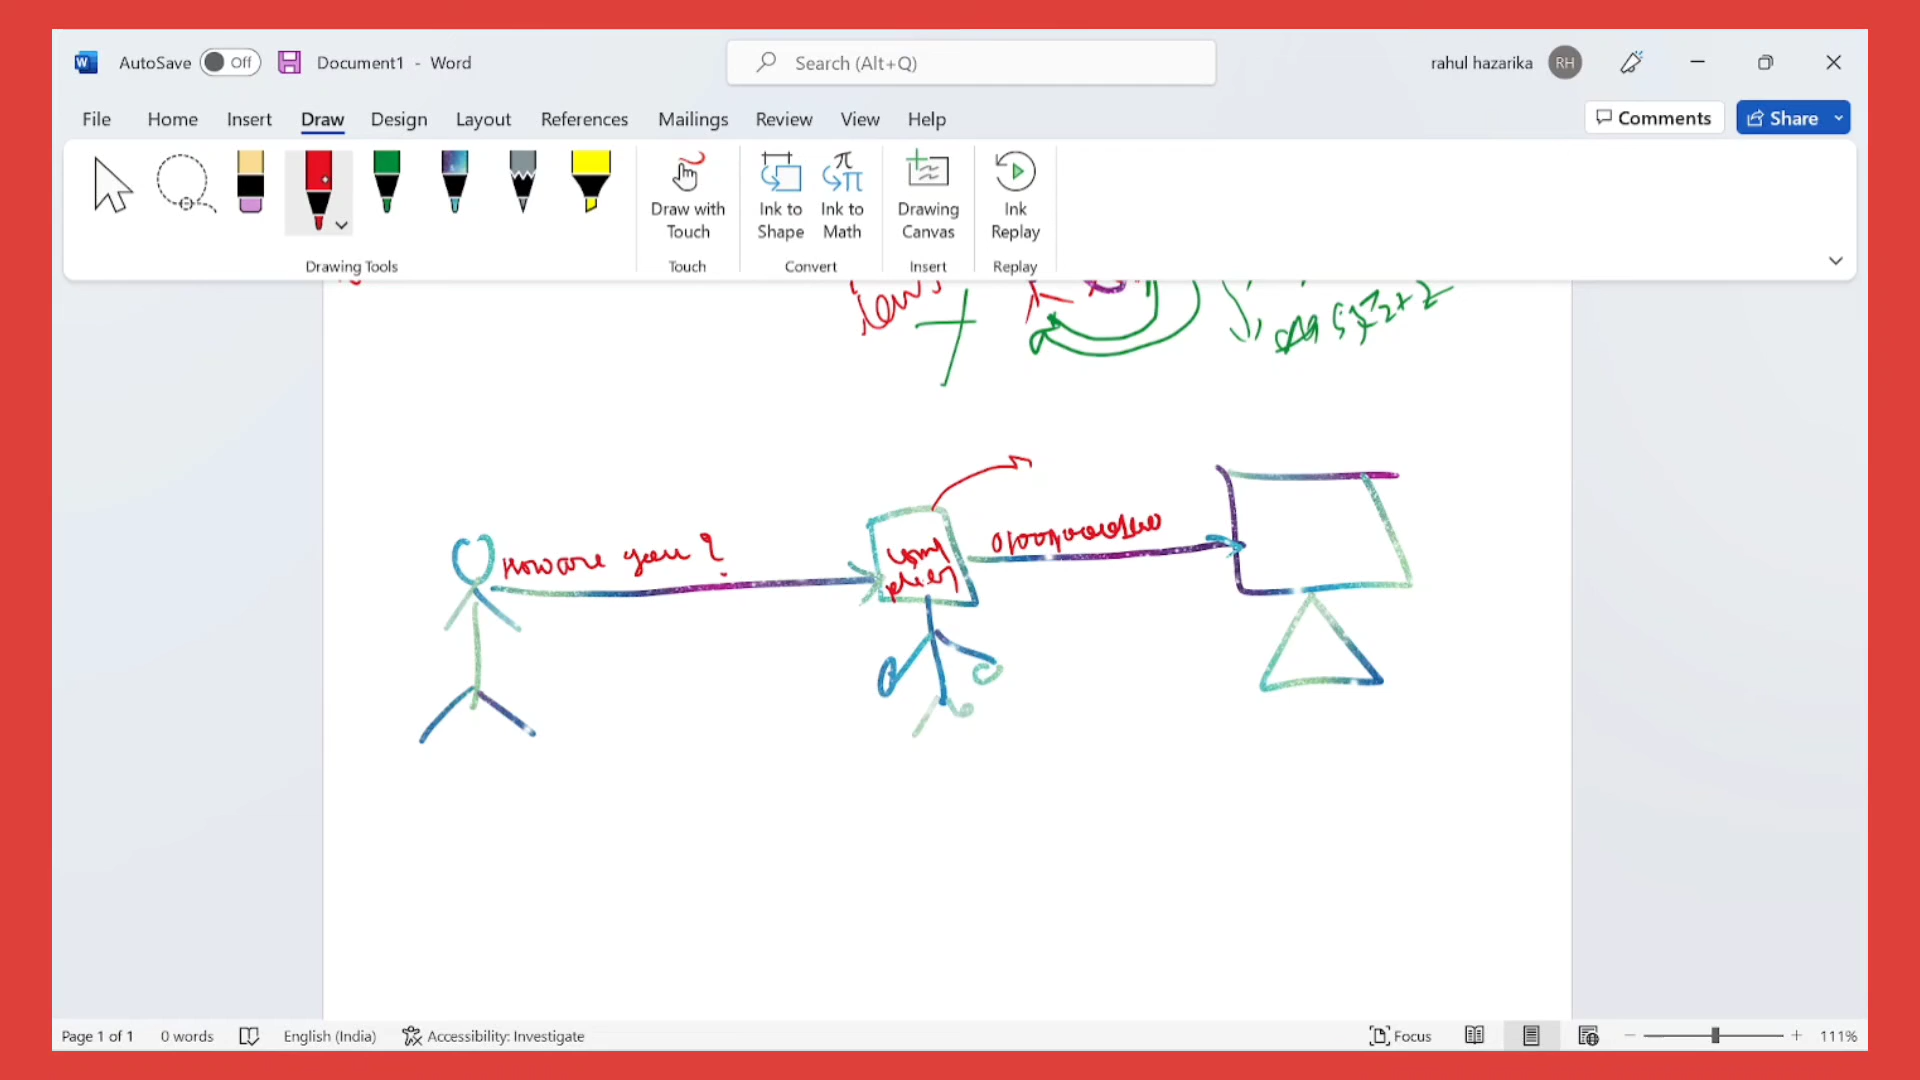 AutoSave Off Document1 - Word Search (Alt+Q) rahul hazarika RH
File Home Insert Draw Design Layout References Mailings Review View Help Comments Share
Draw with Touch
Ink to Shape
Ink to Math
Drawing Canvas
Ink Replay
Drawing Tools Touch Convert Insert Replay
How are you ?
Page 1 of 1 0 words English (India) Accessibility: Investigate Focus 111%